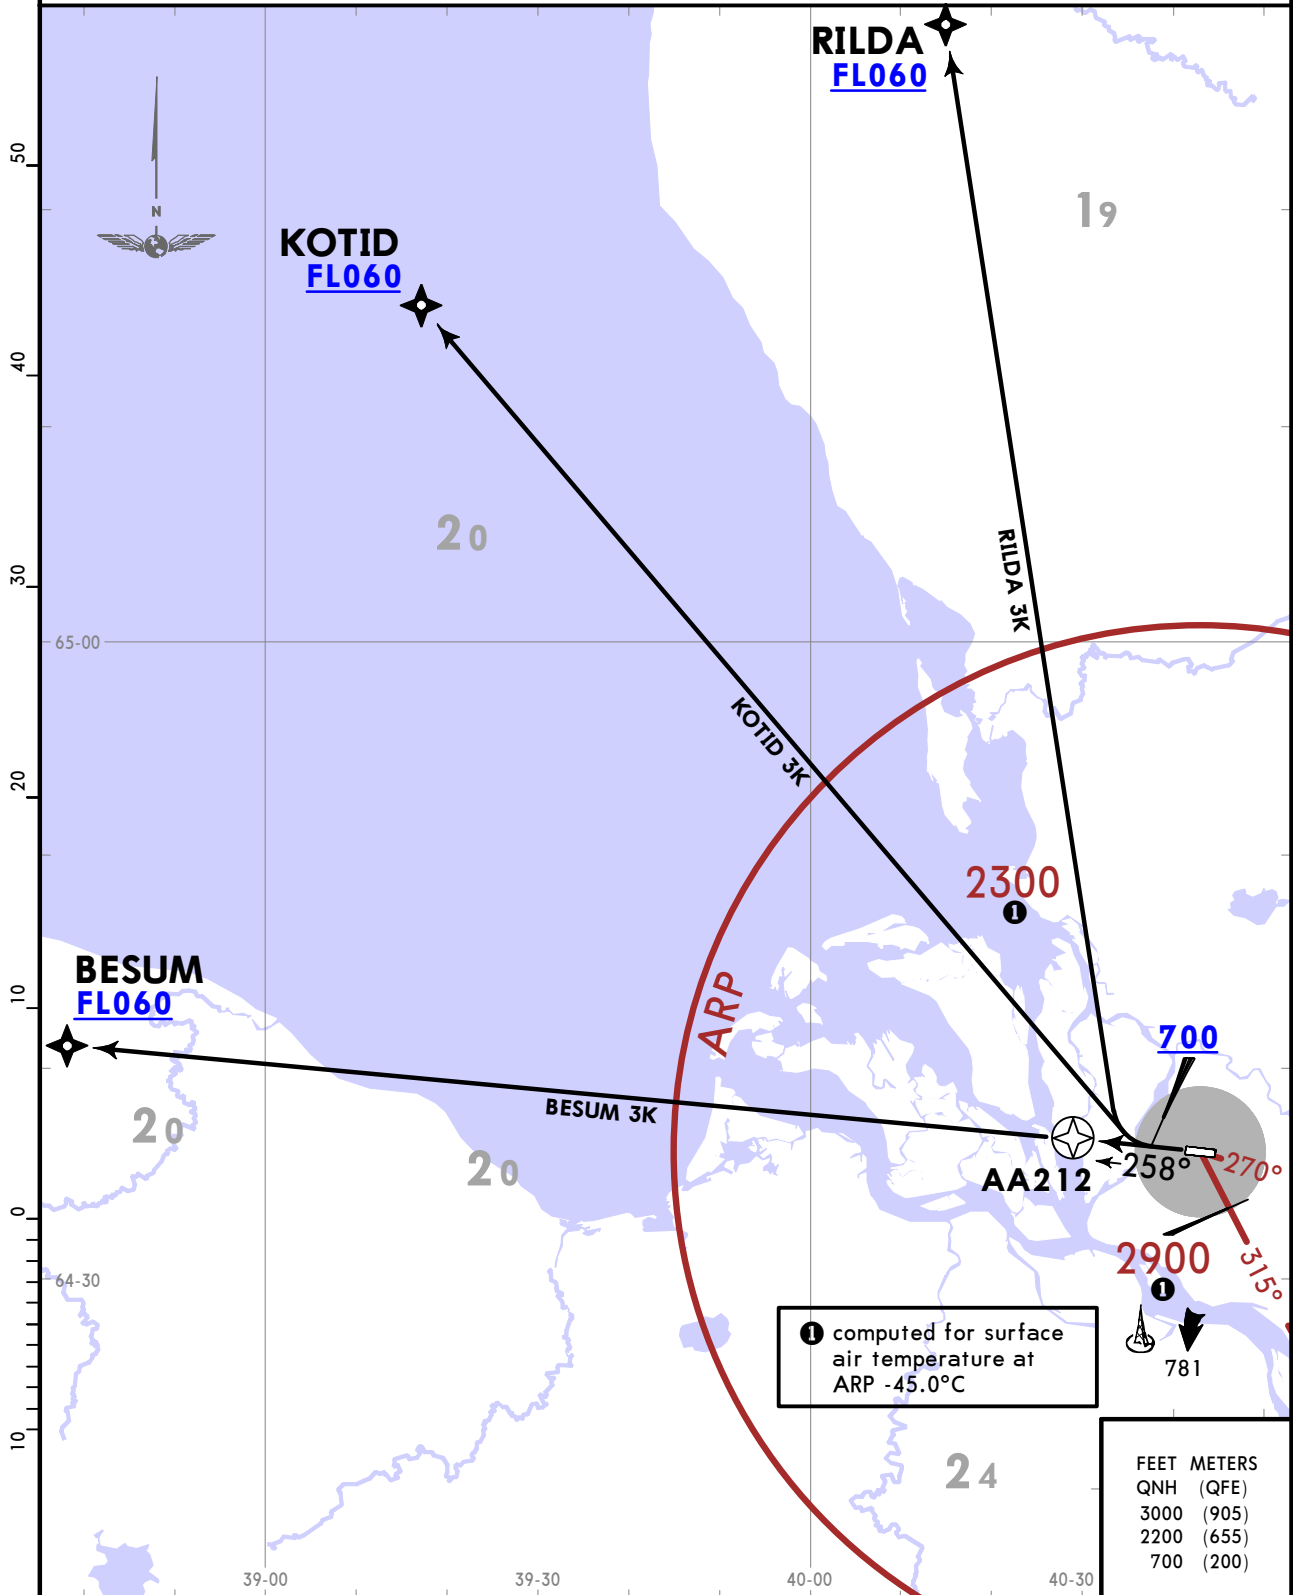 RILDA
FL060
50
N
19
KOTID
FL060
40
20
RILDA 3K
30
65-00
KOTID 3K
20
2300
1
ARP
BESUM
FL060
10
700
BESUM 3K
20
20
AA212
258°
270°
0
2900
1
315°
64-30
1 computed for surface
air temperature at
ARP -45.0°C
781
10
24
FEET METERS
QNH (QFE)
3000 (905)
2200 (655)
700 (200)
39-00
39-30
40-00
40-30